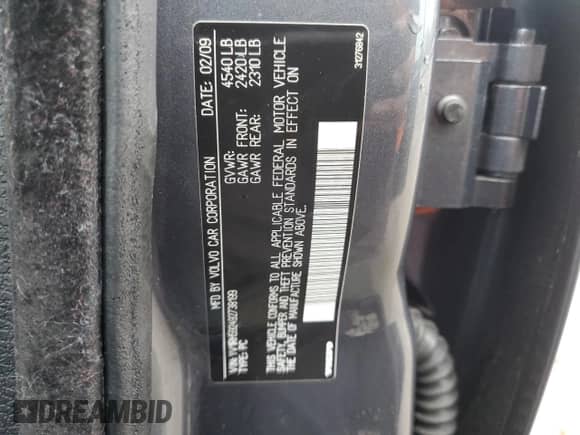 MFD BY VOLVO CAR CORPORATION DATE: 02/09
GVWR: 4540 LB
GAWR FRONT: 2420 LB
GAWR REAR: 2310 LB
THIS VEHICLE CONFORMS TO ALL APPLICABLE FEDERAL MOTOR VEHICLE
SAFETY, BUMPER AND THEFT PREVENTION STANDARDS IN EFFECT ON
THE DATE OF MANUFACTURE SHOWN ABOVE.
VIN:
TYPE: PC
31276942
DREAMBID